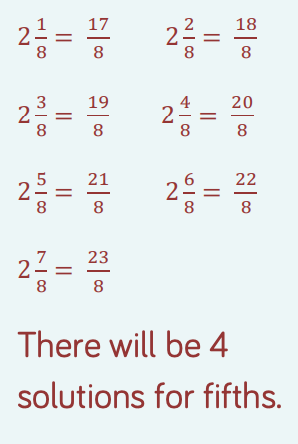 2 1/8 = 17/8 2 2/8 = 18/8
2 3/8 = 19/8 2 4/8 = 20/8
2 5/8 = 21/8 2 6/8 = 22/8
2 7/8 = 23/8
There will be 4
solutions for fifths.